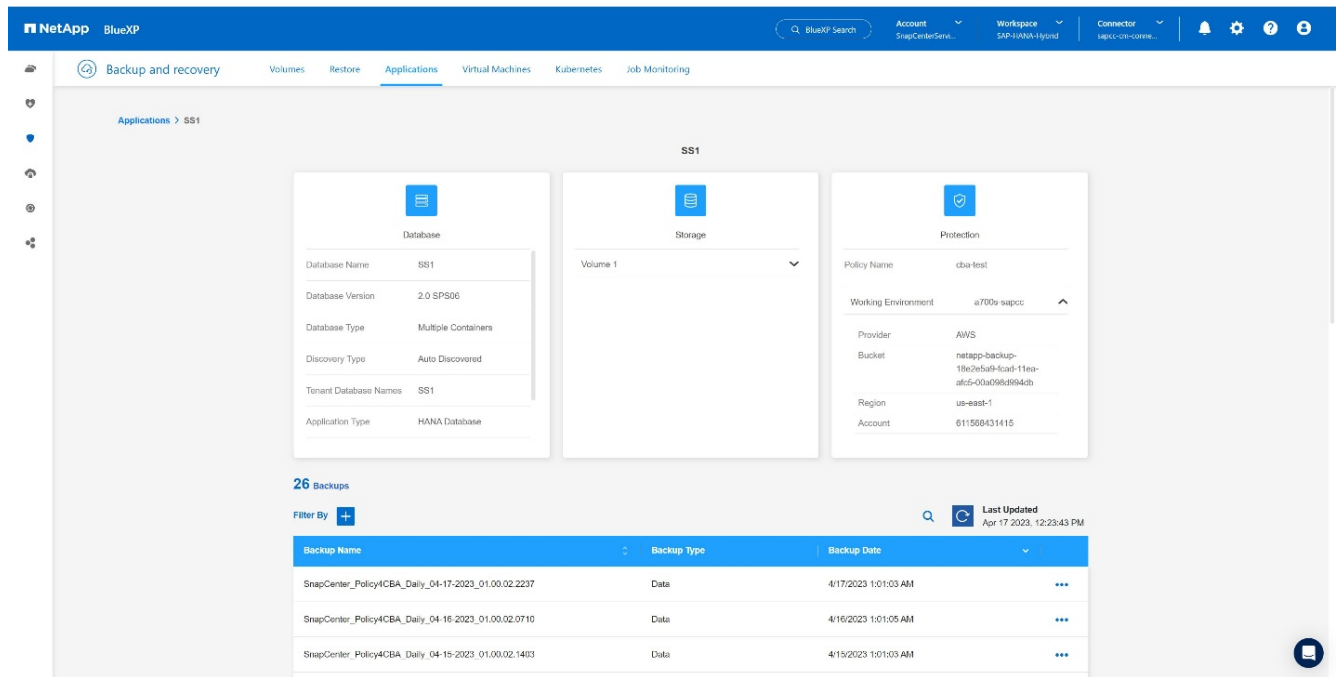 NetApp BlueXP
BlueXP Search
Account
SnapCenterServi...
Workspace
SAP-HANA-Hybrid
Connector
sapcc-cm-conne...
Backup and recovery
Volumes Restore Applications Virtual Machines Kubernetes Job Monitoring
Applications > SS1
SS1
Database
Database Name SS1
Database Version 2.0 SPS06
Database Type Multiple Containers
Discovery Type Auto Discovered
Tenant Database Names SS1
Application Type HANA Database
Storage
Volume 1
Protection
Policy Name cba-test
Working Environment a700s-sapcc
Provider AWS
Bucket netapp-backup-
18e2e5a9-fcad-11ea-
afc5-00a098d994db
Region us-east-1
Account 611568431415
26 Backups
Filter By
Last Updated
Apr 17 2023, 12:23:43 PM
Backup Name Backup Type Backup Date
SnapCenter_Policy4CBA_Daily_04-17-2023_01.00.02.2237 Data 4/17/2023 1:01:03 AM
SnapCenter_Policy4CBA_Daily_04-16-2023_01.00.02.0710 Data 4/16/2023 1:01:05 AM
SnapCenter_Policy4CBA_Daily_04-15-2023_01.00.02.1403 Data 4/15/2023 1:01:03 AM